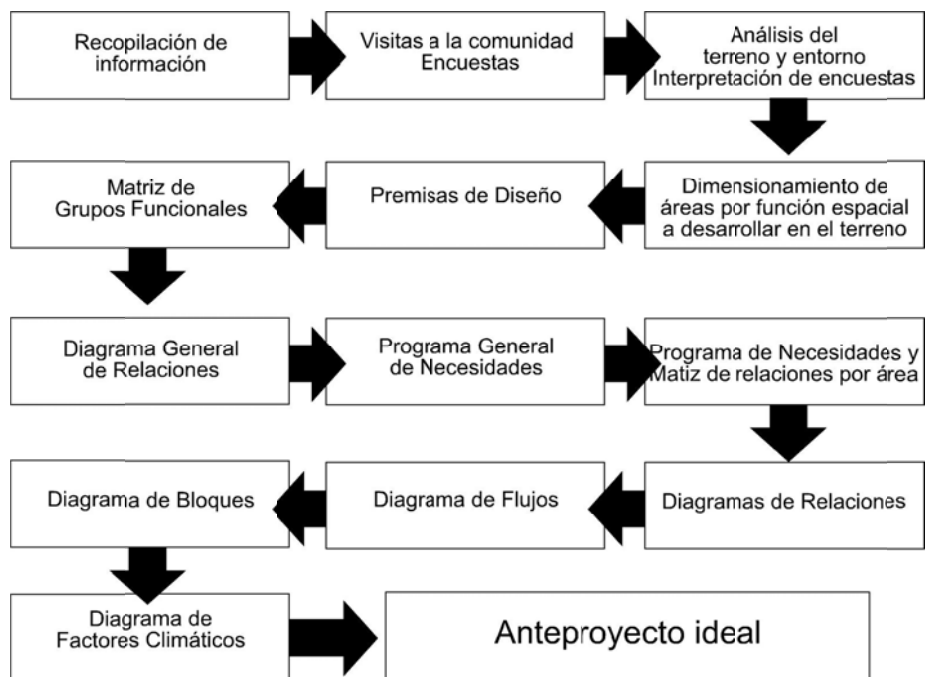 Recopilación de
información
Visitas a la comunidad
Encuestas
Análisis del
terreno y entorno
Interpretación de encuestas
Matriz de
Grupos Funcionales
Premisas de Diseño
Dimensionamiento de
áreas por función espacial
a desarrollar en el terreno
Diagrama General
de Relaciones
Programa General
de Necesidades
Programa de Necesidades y
Matiz de relaciones por área
Diagrama de Bloques
Diagrama de Flujos
Diagramas de Relaciones
Diagrama de
Factores Climáticos
Anteproyecto ideal